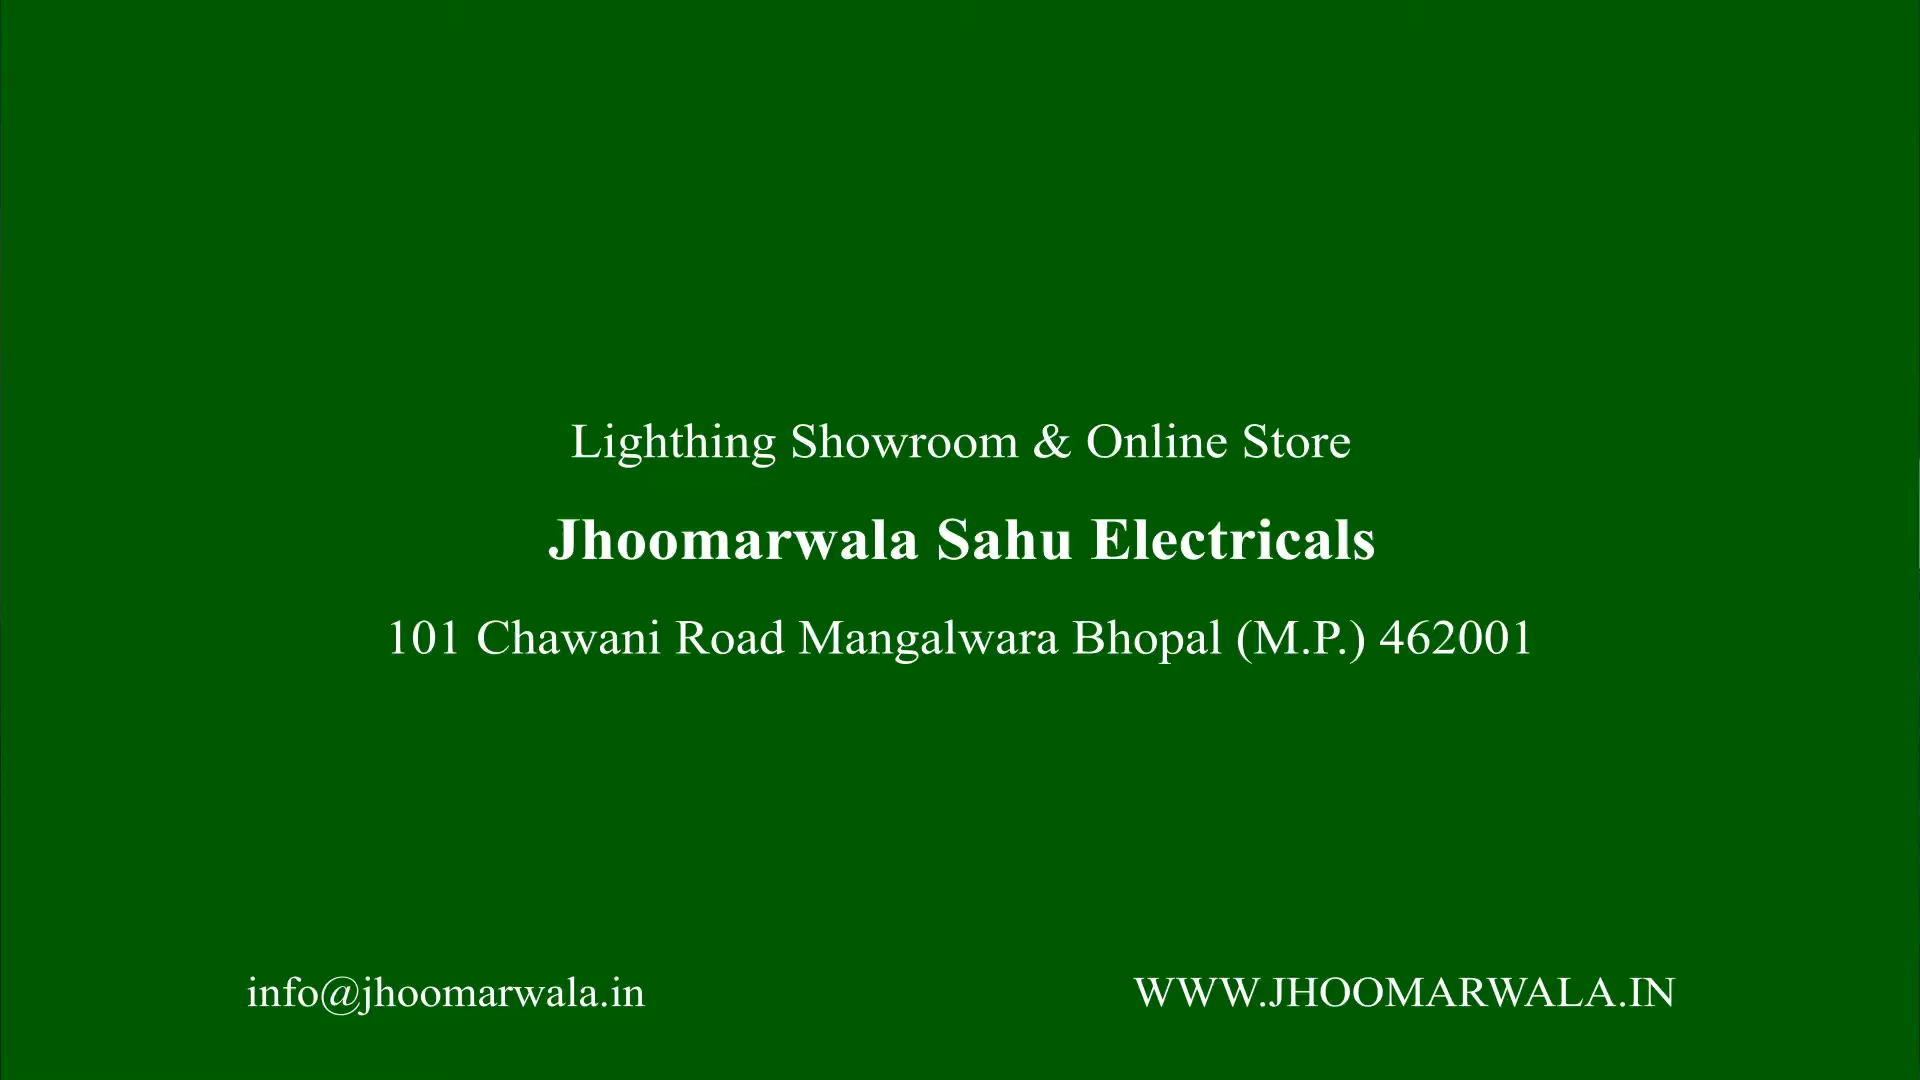 Lighthing Showroom & Online Store
Jhoomarwala Sahu Electricals
101 Chawani Road Mangalwara Bhopal (M.P.) 462001
info@jhoomarwala.in
WWW.JHOOMARWALA.IN